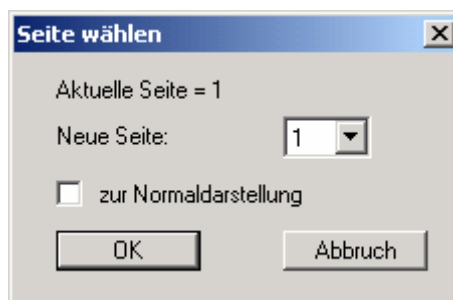 Seite wählen
Aktuelle Seite = 1
Neue Seite: 1
zur Normaldarstellung
OK Abbruch